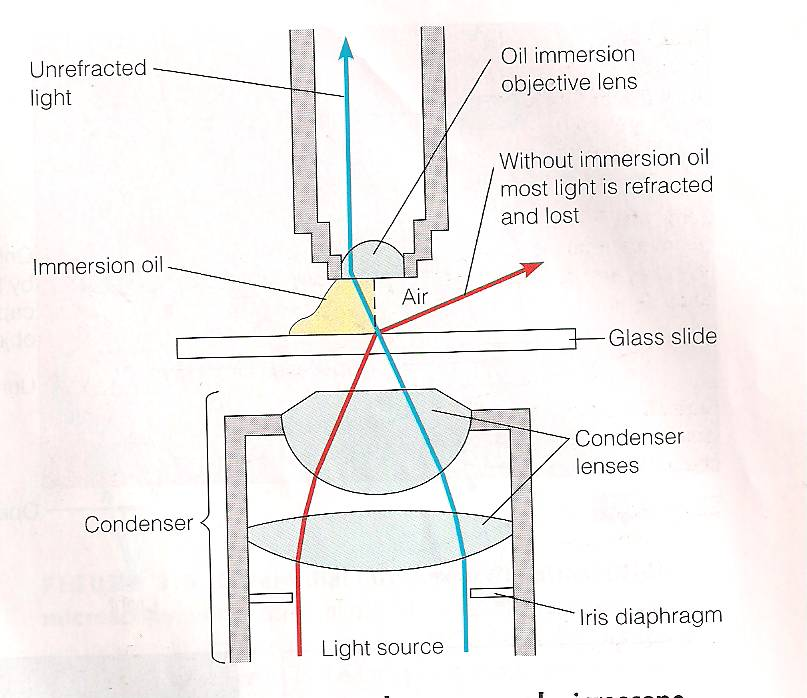 Unrefracted
light
Oil immersion
objective lens
Without immersion oil
most light is refracted
and lost
Immersion oil
Air
Glass slide
Condenser
lenses
Condenser
Iris diaphragm
Light source